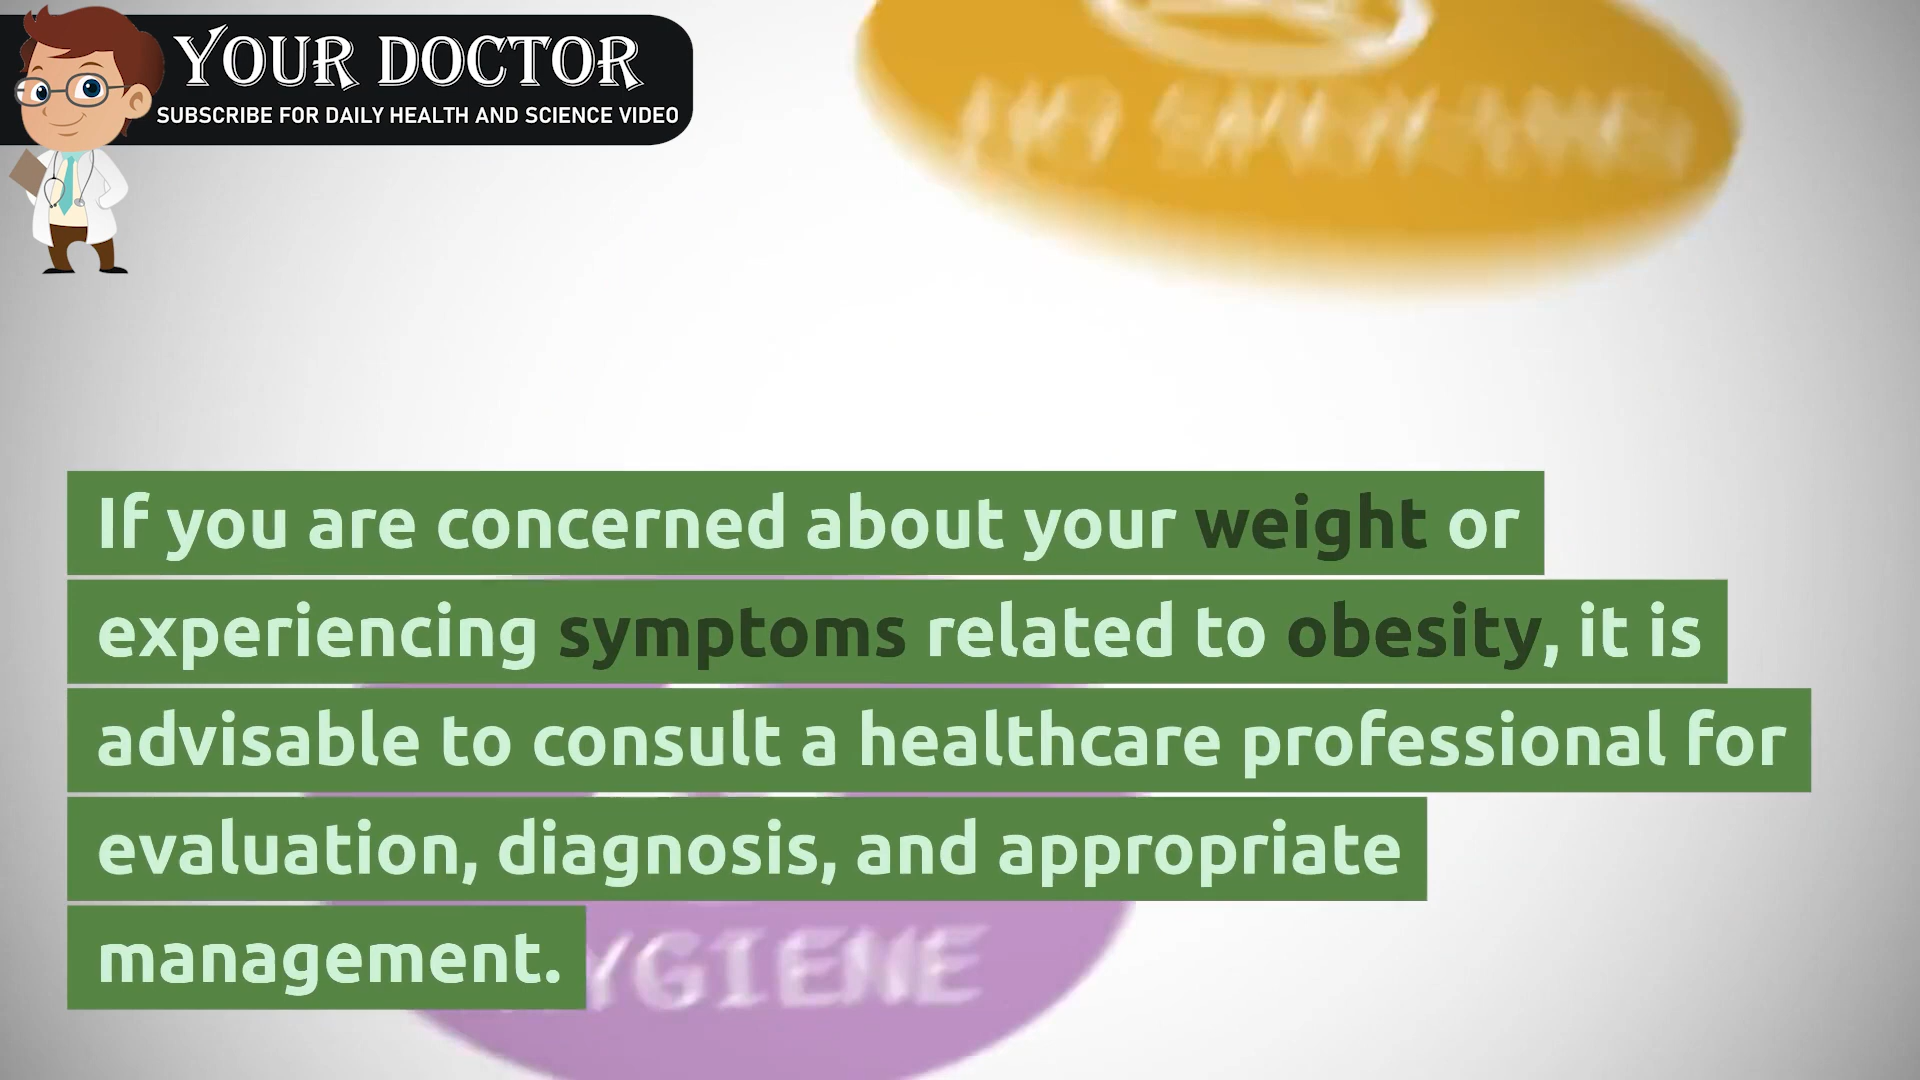 YOUR DOCTOR
SUBSCRIBE FOR DAILY HEALTH AND SCIENCE VIDEO
If you are concerned about your weight or
experiencing symptoms related to obesity, it is
advisable to consult a healthcare professional for
evaluation, diagnosis, and appropriate
management.
YGIENE